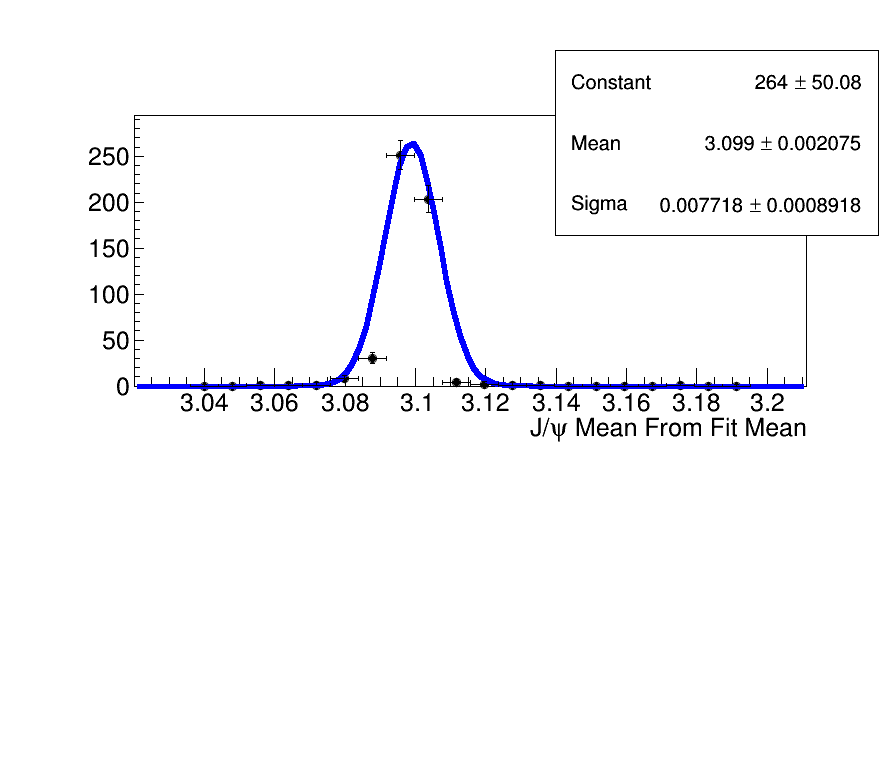 Constant 264 ± 50.08
Mean 3.099 ± 0.002075
Sigma 0.007718 ± 0.0008918
250
200
150
100
50
0
3.04 3.06 3.08 3.1 3.12 3.14 3.16 3.18 3.2
J/ψ Mean From Fit Mean